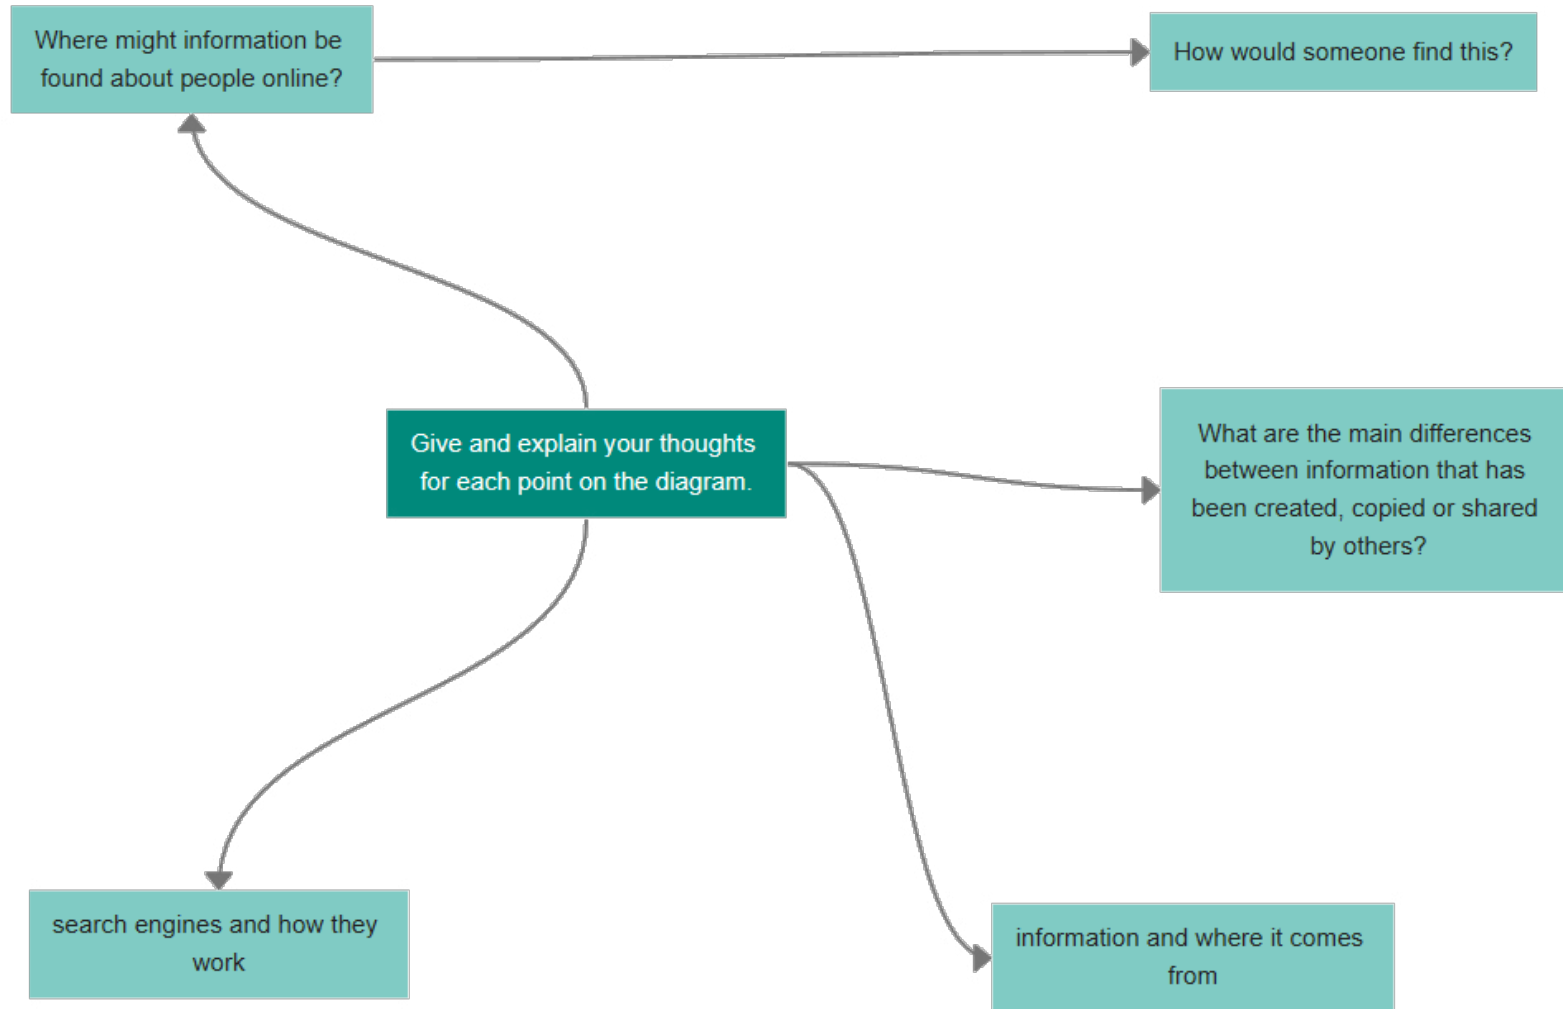 Where might information be
found about people online?
How would someone find this?
Give and explain your thoughts
for each point on the diagram.
What are the main differences
between information that has
been created, copied or shared
by others?
search engines and how they
work
information and where it comes
from